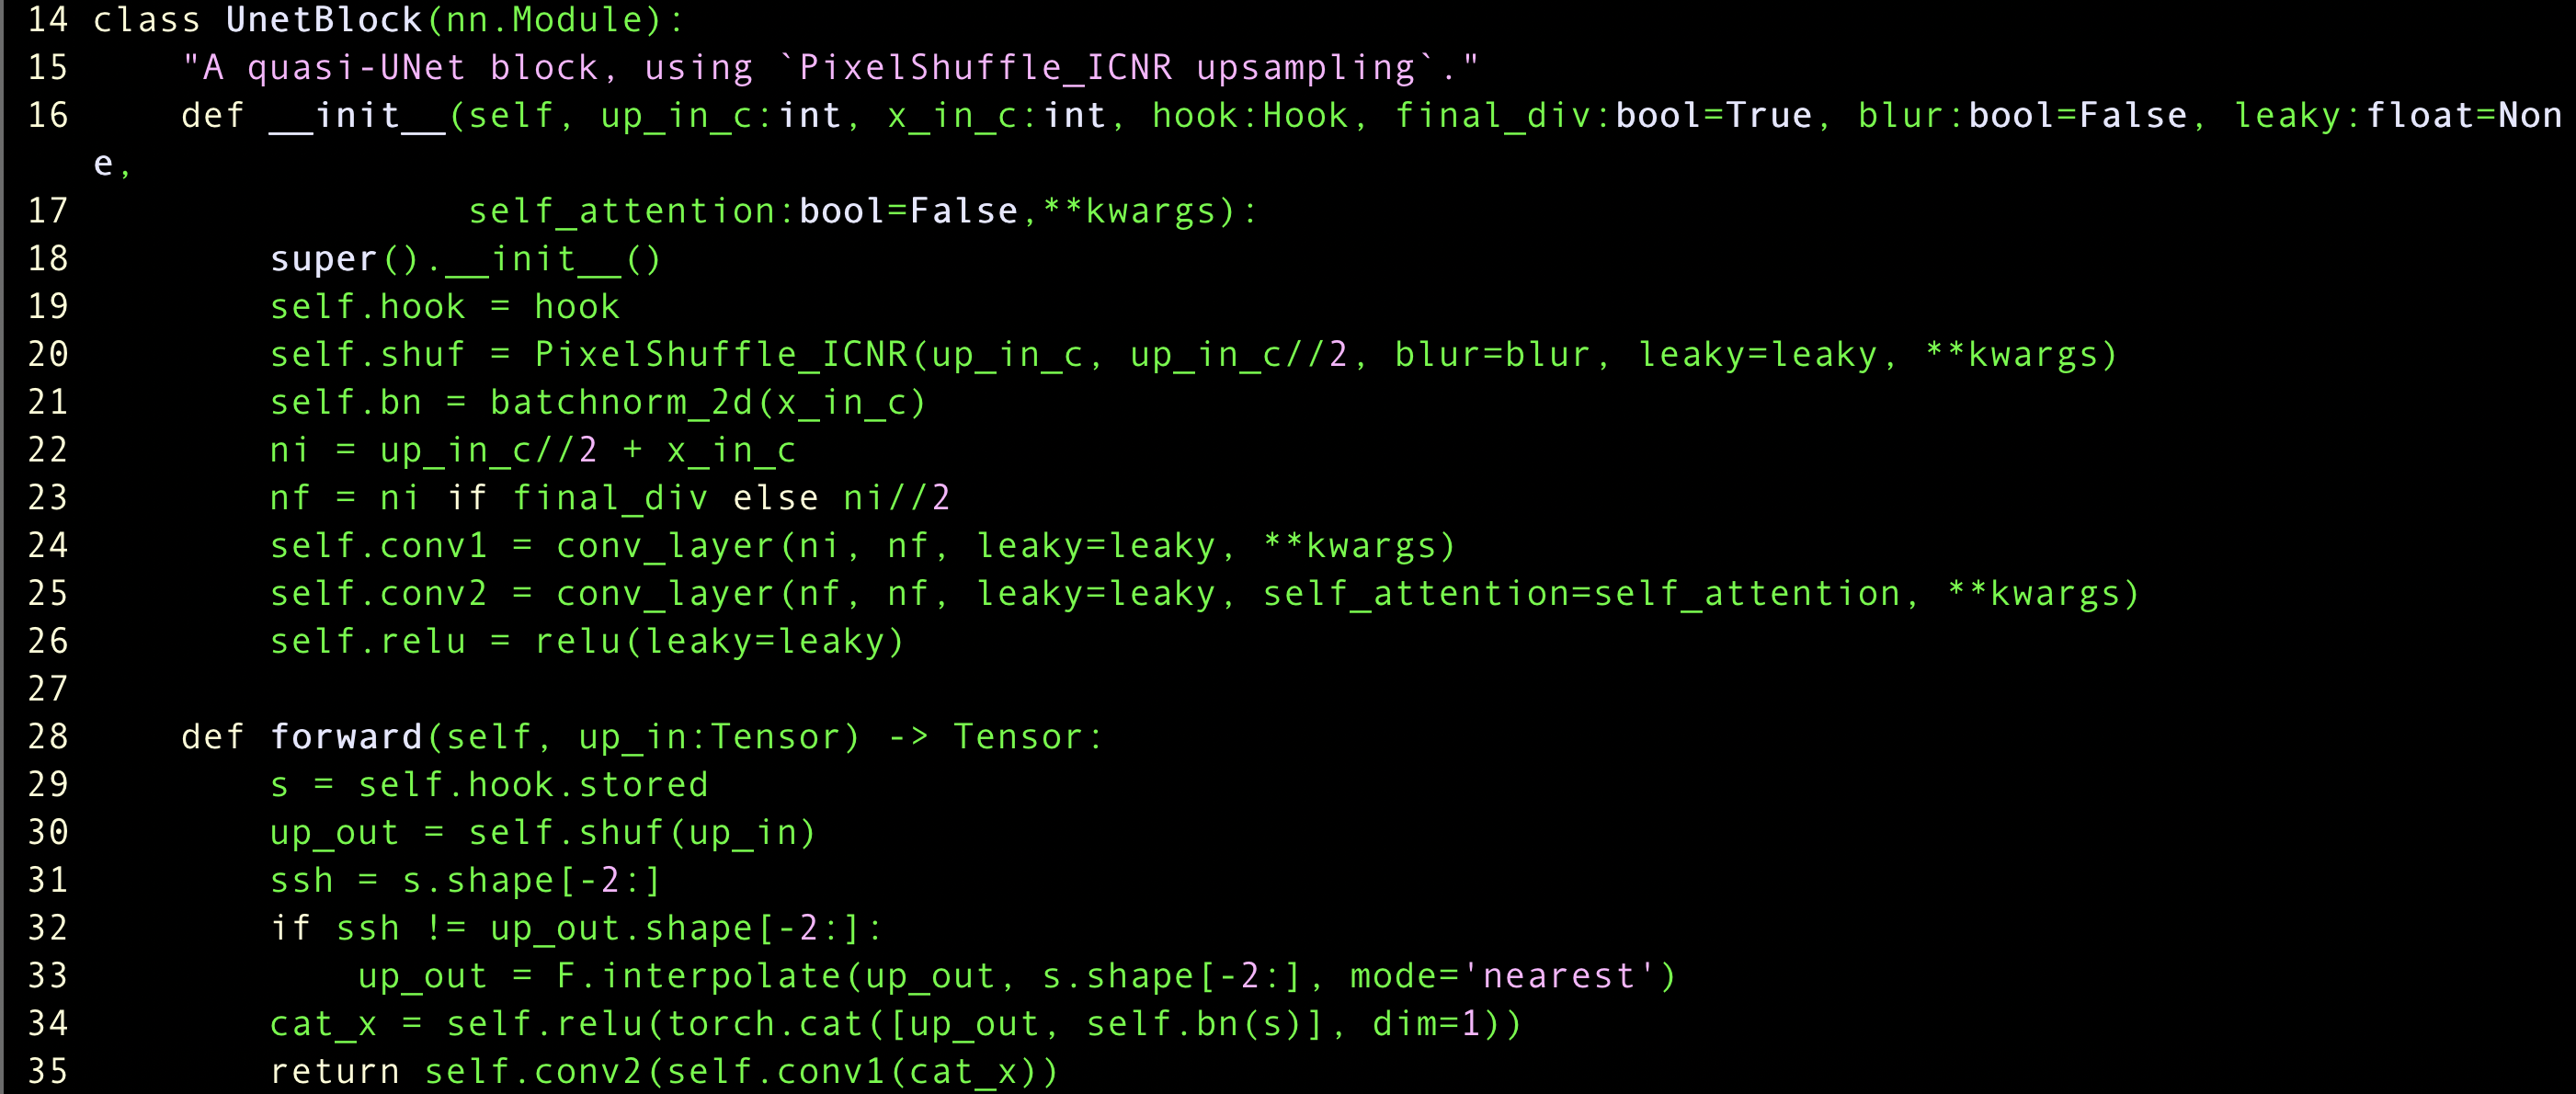 14 class UnetBlock(nn.Module):
15     "A quasi-UNet block, using `PixelShuffle_ICNR upsampling`."
16     def __init__(self, up_in_c:int, x_in_c:int, hook:Hook, final_div:bool=True, blur:bool=False, leaky:float=Non
   e,
17                  self_attention:bool=False,**kwargs):
18         super().__init__()
19         self.hook = hook
20         self.shuf = PixelShuffle_ICNR(up_in_c, up_in_c//2, blur=blur, leaky=leaky, **kwargs)
21         self.bn = batchnorm_2d(x_in_c)
22         ni = up_in_c//2 + x_in_c
23         nf = ni if final_div else ni//2
24         self.conv1 = conv_layer(ni, nf, leaky=leaky, **kwargs)
25         self.conv2 = conv_layer(nf, nf, leaky=leaky, self_attention=self_attention, **kwargs)
26         self.relu = relu(leaky=leaky)
27
28     def forward(self, up_in:Tensor) -> Tensor:
29         s = self.hook.stored
30         up_out = self.shuf(up_in)
31         ssh = s.shape[-2:]
32         if ssh != up_out.shape[-2:]:
33             up_out = F.interpolate(up_out, s.shape[-2:], mode='nearest')
34         cat_x = self.relu(torch.cat([up_out, self.bn(s)], dim=1))
35         return self.conv2(self.conv1(cat_x))